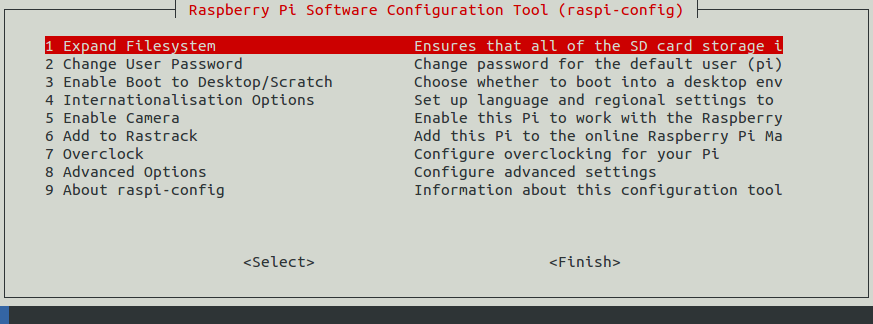 Raspberry Pi Software Configuration Tool (raspi-config)
1 Expand Filesystem Ensures that all of the SD card storage i
2 Change User Password Change password for the default user (pi)
3 Enable Boot to Desktop/Scratch Choose whether to boot into a desktop env
4 Internationalisation Options Set up language and regional settings to
5 Enable Camera Enable this Pi to work with the Raspberry
6 Add to Rastrack Add this Pi to the online Raspberry Pi Ma
7 Overclock Configure overclocking for your Pi
8 Advanced Options Configure advanced settings
9 About raspi-config Information about this configuration tool
<Select> <Finish>